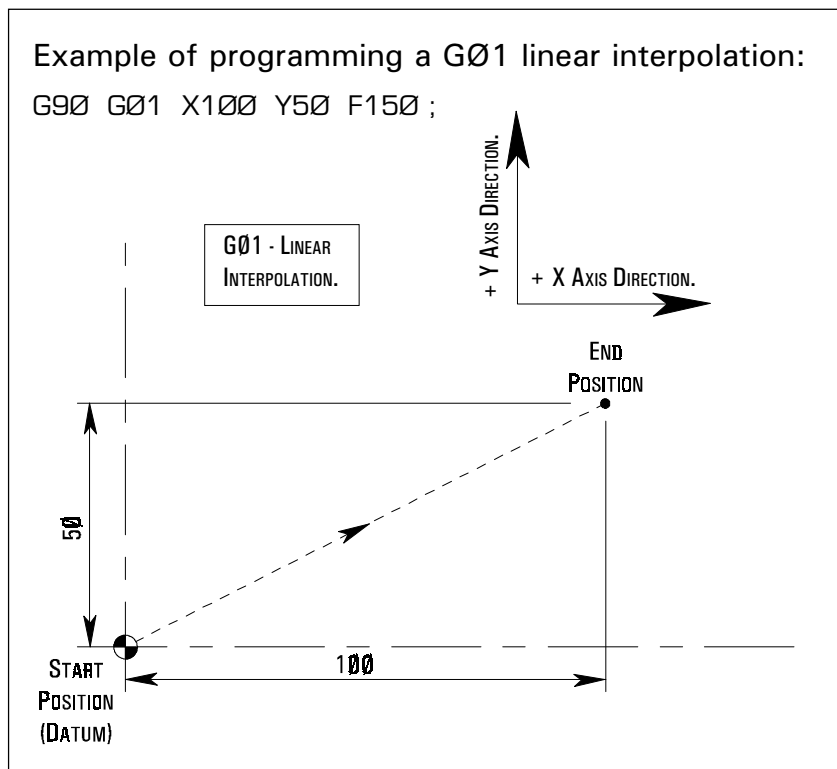 Example of programming a GØ1 linear interpolation:
G9Ø GØ1 X1ØØ Y5Ø F15Ø ;
+ Y AXIS DIRECTION.
GØ1 - LINEAR
INTERPOLATION.
+ X AXIS DIRECTION.
END
POSITION
5Ø
1ØØ
START
POSITION
(DATUM)